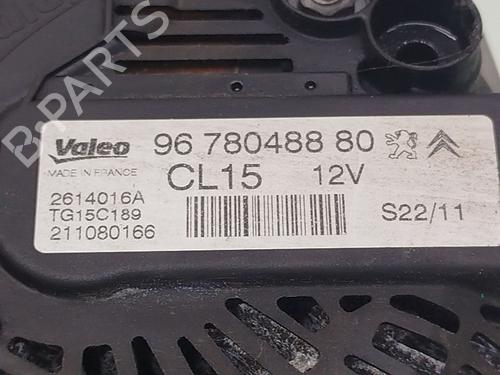 B-PARTS
Valeo
MADE IN FRANCE
96 780488 80
CL15 12V
2614016A
TG15C189
211080166
S22/11